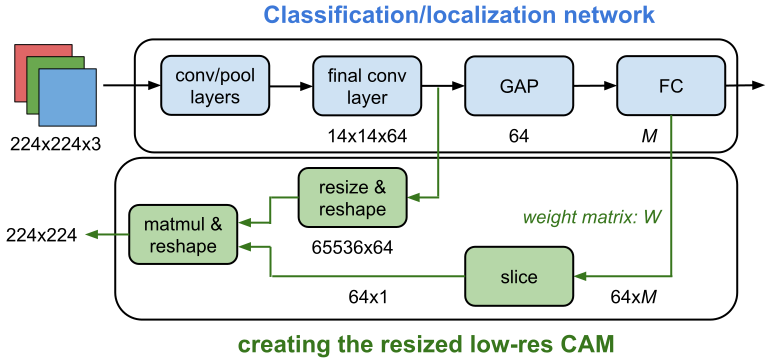 Classification/localization network
conv/pool
layers
final conv
layer
GAP
FC
224x224x3
14x14x64
64
M
resize &
reshape
matmul &
reshape
weight matrix: W
224x224
65536x64
slice
64x1
64xM
creating the resized low-res CAM